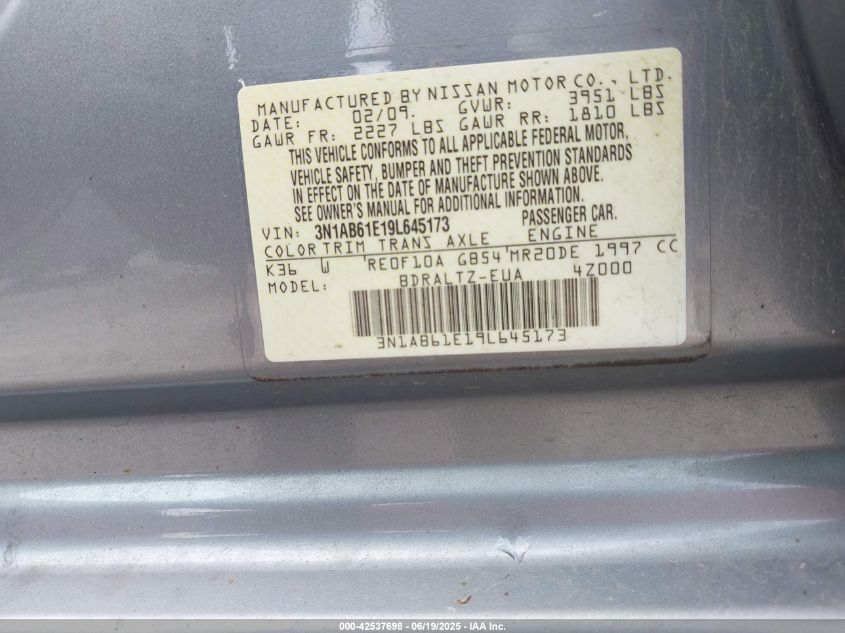 MANUFACTURED BY NISSAN MOTOR CO., LTD.
DATE: 02/09. GVWR: 3951 LBS
GAWR FR: 2227 LBS GAWR RR: 1810 LBS
THIS VEHICLE CONFORMS TO ALL APPLICABLE FEDERAL MOTOR,
VEHICLE SAFETY, BUMPER AND THEFT PREVENTION STANDARDS
IN EFFECT ON THE DATE OF MANUFACTURE SHOWN ABOVE.
SEE OWNER'S MANUAL FOR ADDITIONAL INFORMATION.
VIN: 3N1AB61E19L645173 PASSENGER CAR.
COLOR TRIM TRANS AXLE ENGINE
K36 W RE0F10A GB54 MR20DE 1997 CC
MODEL: BDRALTZ-EUA 4Z000
3N1AB61E19L645173
000-42537698 - 06/19/2025 - IAA Inc.